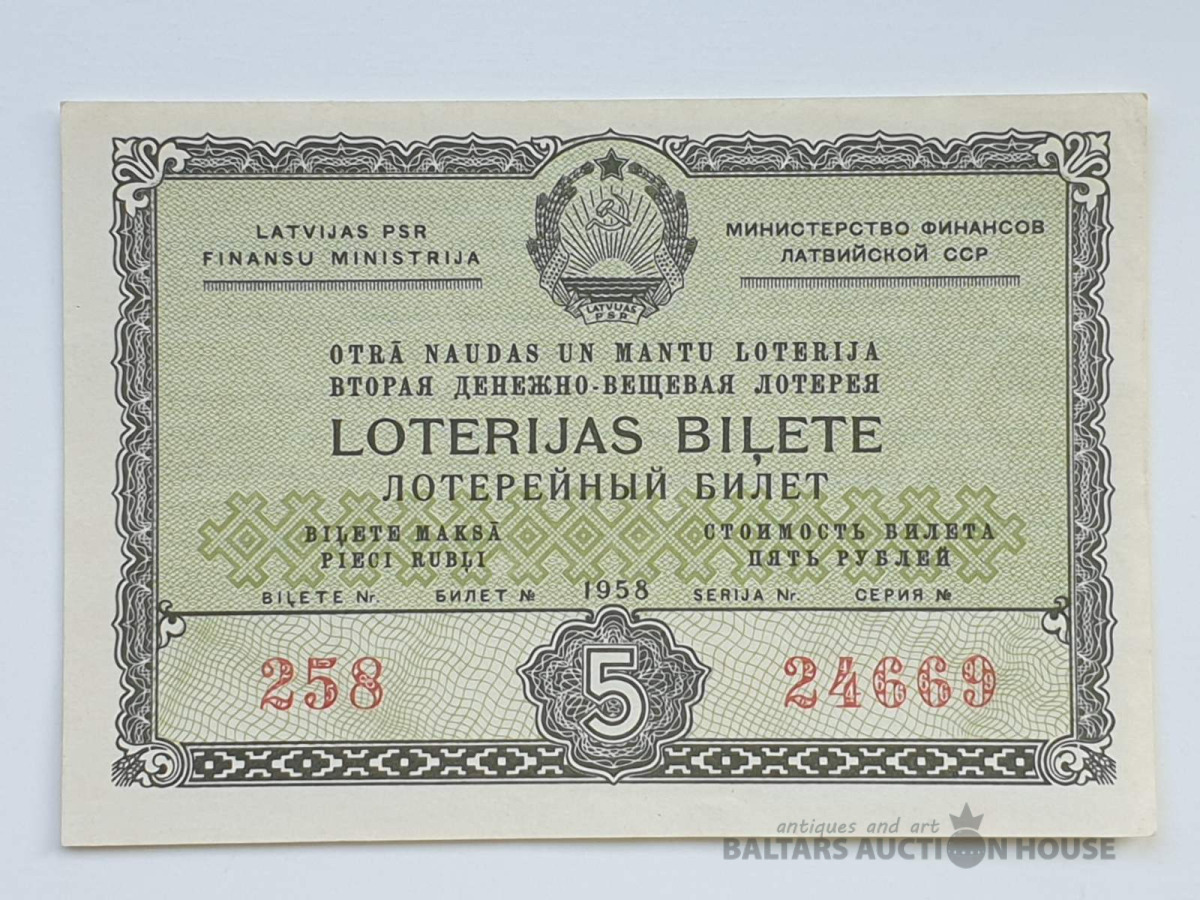 LATVIJAS PSR
FINANSU MINISTRIJA
МИНИСТЕРСТВО ФИНАНСОВ
ЛАТВИЙСКОЙ ССР
LATVIJAS
PSR
OTRĀ NAUDAS UN MANTU LOTERIJA
ВТОРАЯ ДЕНЕЖНО-ВЕЩЕВАЯ ЛОТЕРЕЯ
LOTERIJAS BIĻETE
ЛОТЕРЕЙНЫЙ БИЛЕТ
BIĻETE MAKSĀ
PIECI RUBĻI
СТОИМОСТЬ БИЛЕТА
ПЯТЬ РУБЛЕЙ
BIĻETE Nr. БИЛЕТ № 1958 SERIJA Nr. СЕРИЯ №
258 5 24669
antiques and art
BALTARS AUCTION HOUSE